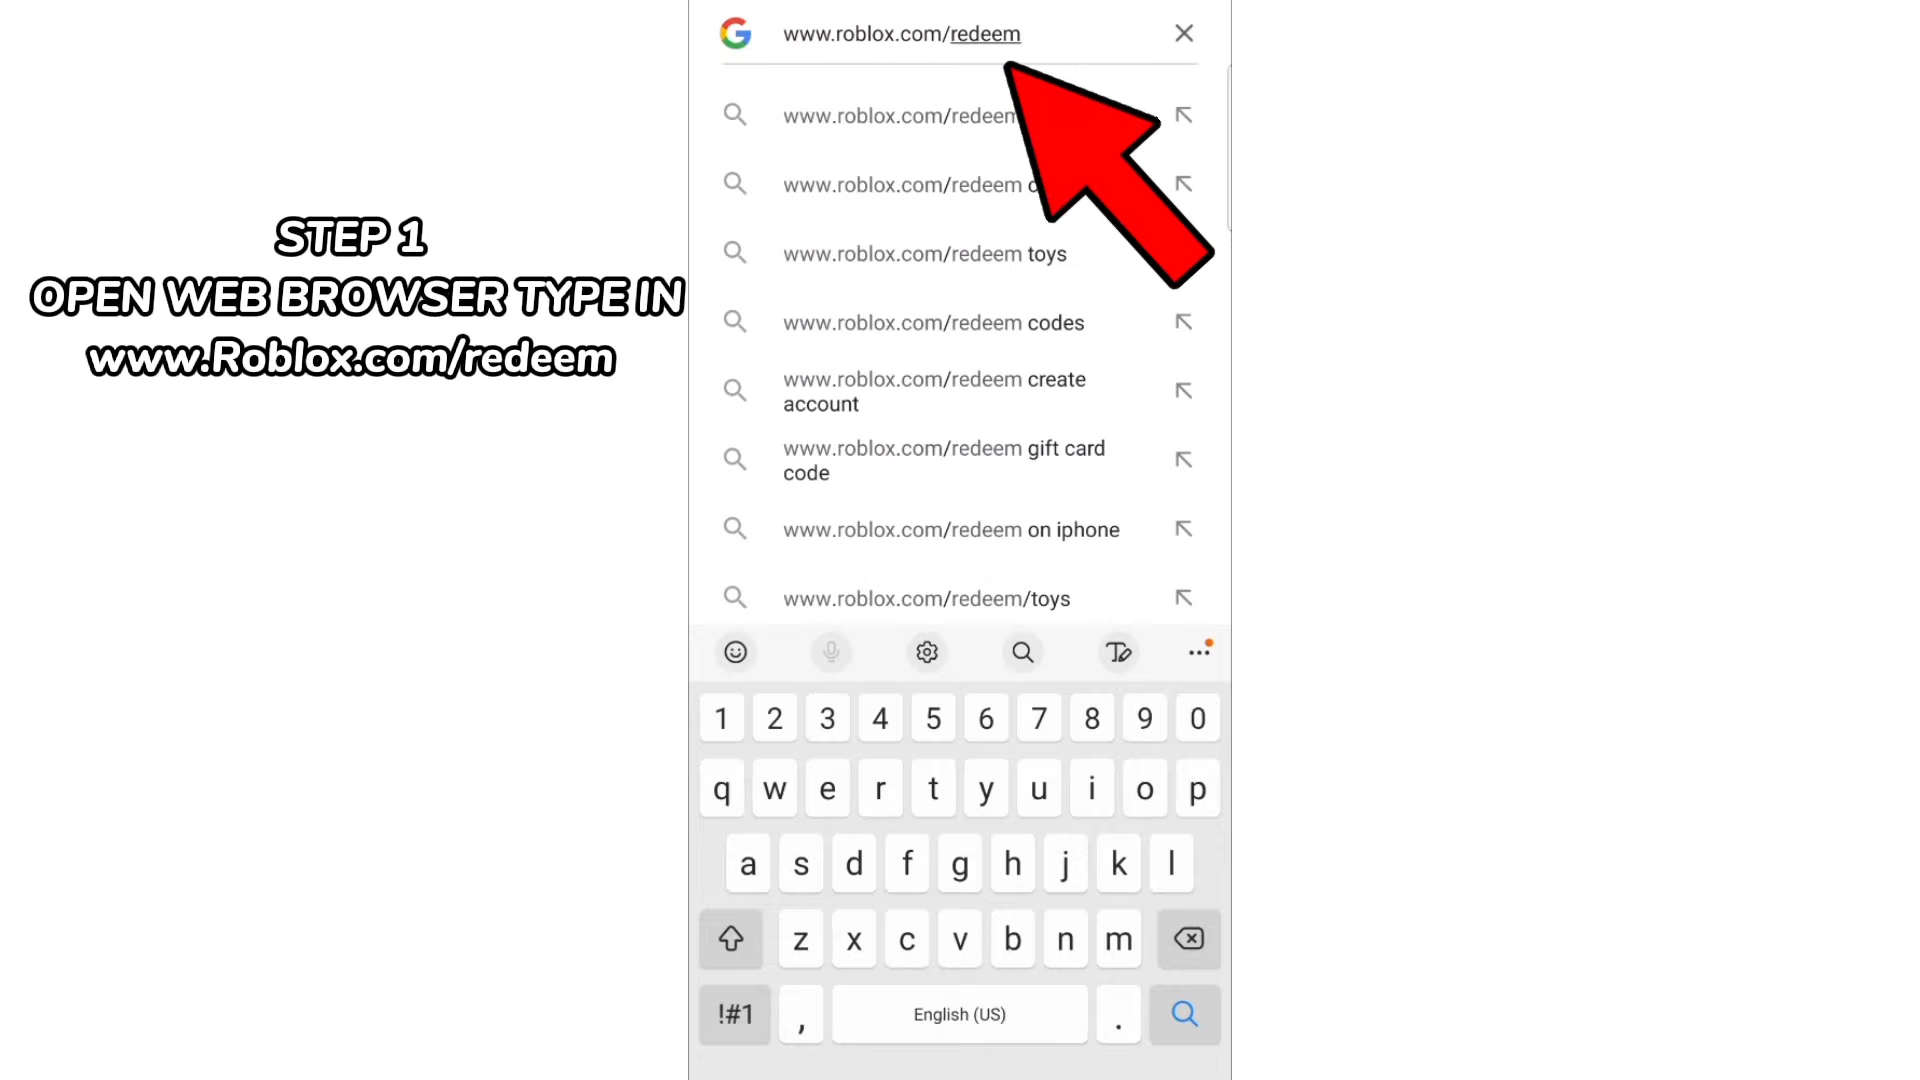 STEP 1
OPEN WEB BROWSER TYPE IN
www.Roblox.com/redeem
www.roblox.com/redeem
www.roblox.com/redeem
www.roblox.com/redeem
www.roblox.com/redeem toys
www.roblox.com/redeem codes
www.roblox.com/redeem create
account
www.roblox.com/redeem gift card
code
www.roblox.com/redeem on iphone
www.roblox.com/redeem/toys
1 2 3 4 5 6 7 8 9 0
q w e r t y u i o p
a s d f g h j k l
z x c v b n m
!#1 , English (US) .